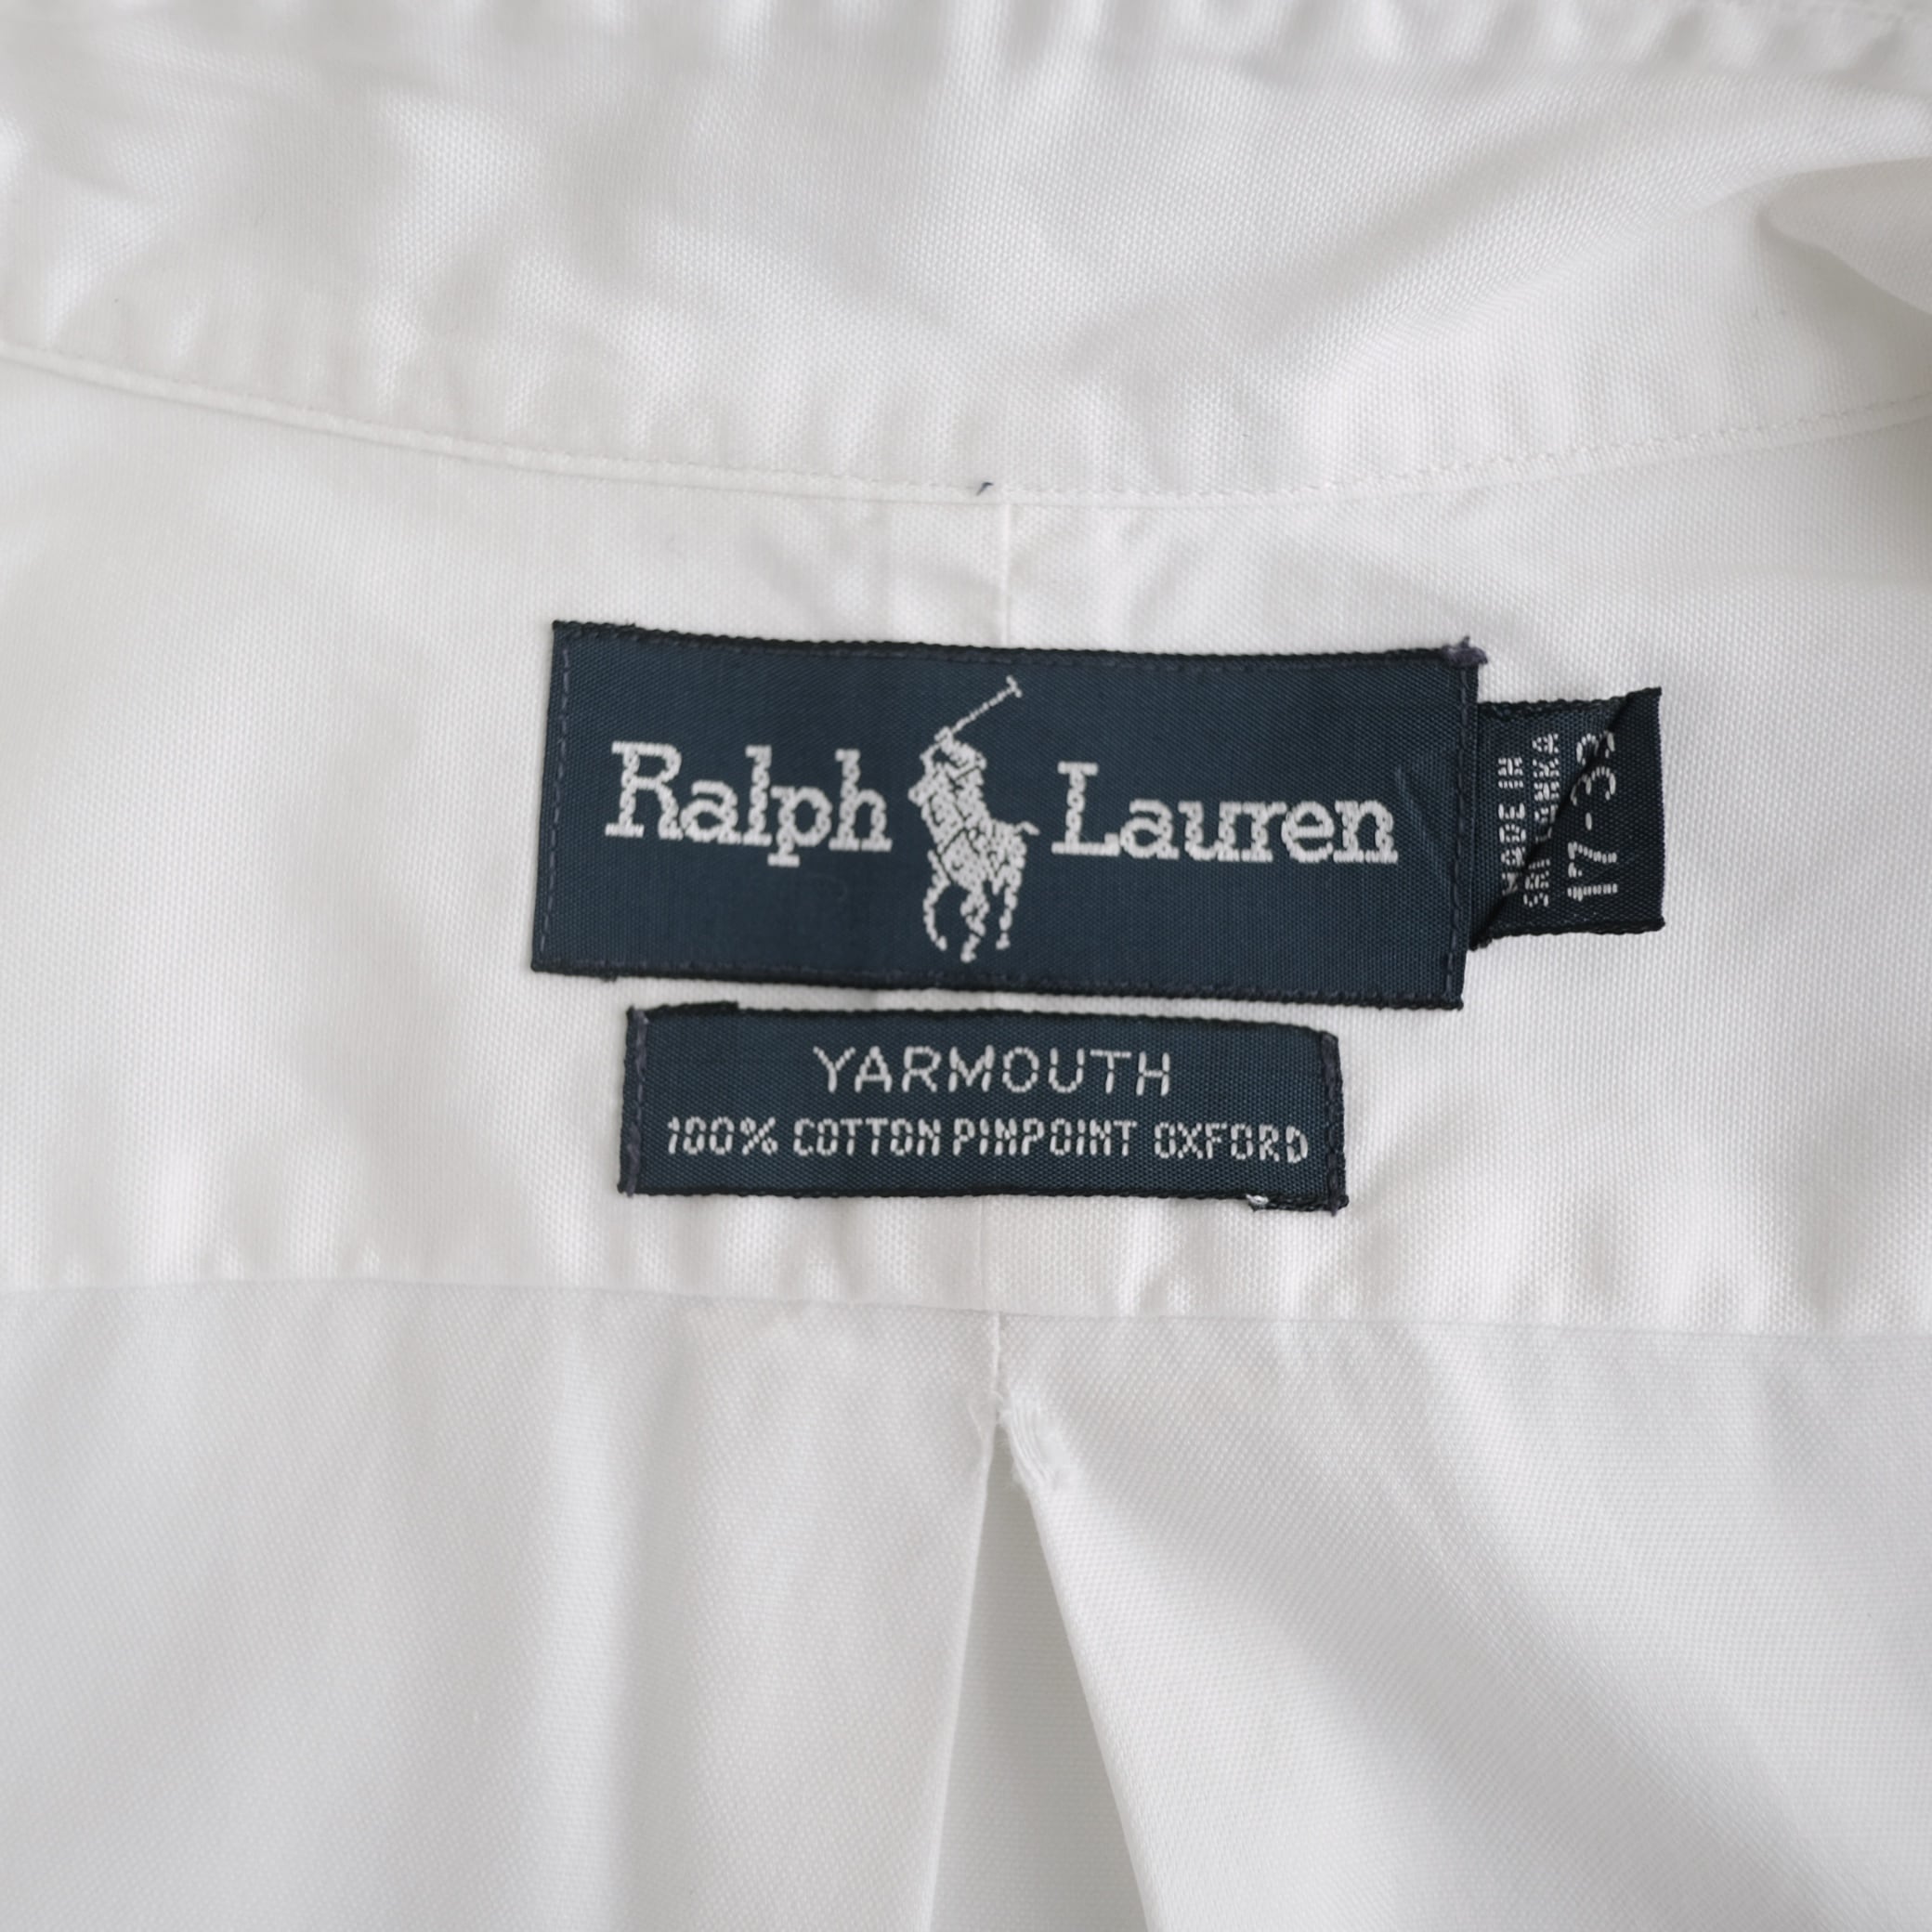 Ralph Lauren
MADE IN
SRI LANKA
17-33
YARMOUTH
100% COTTON PINPOINT OXFORD